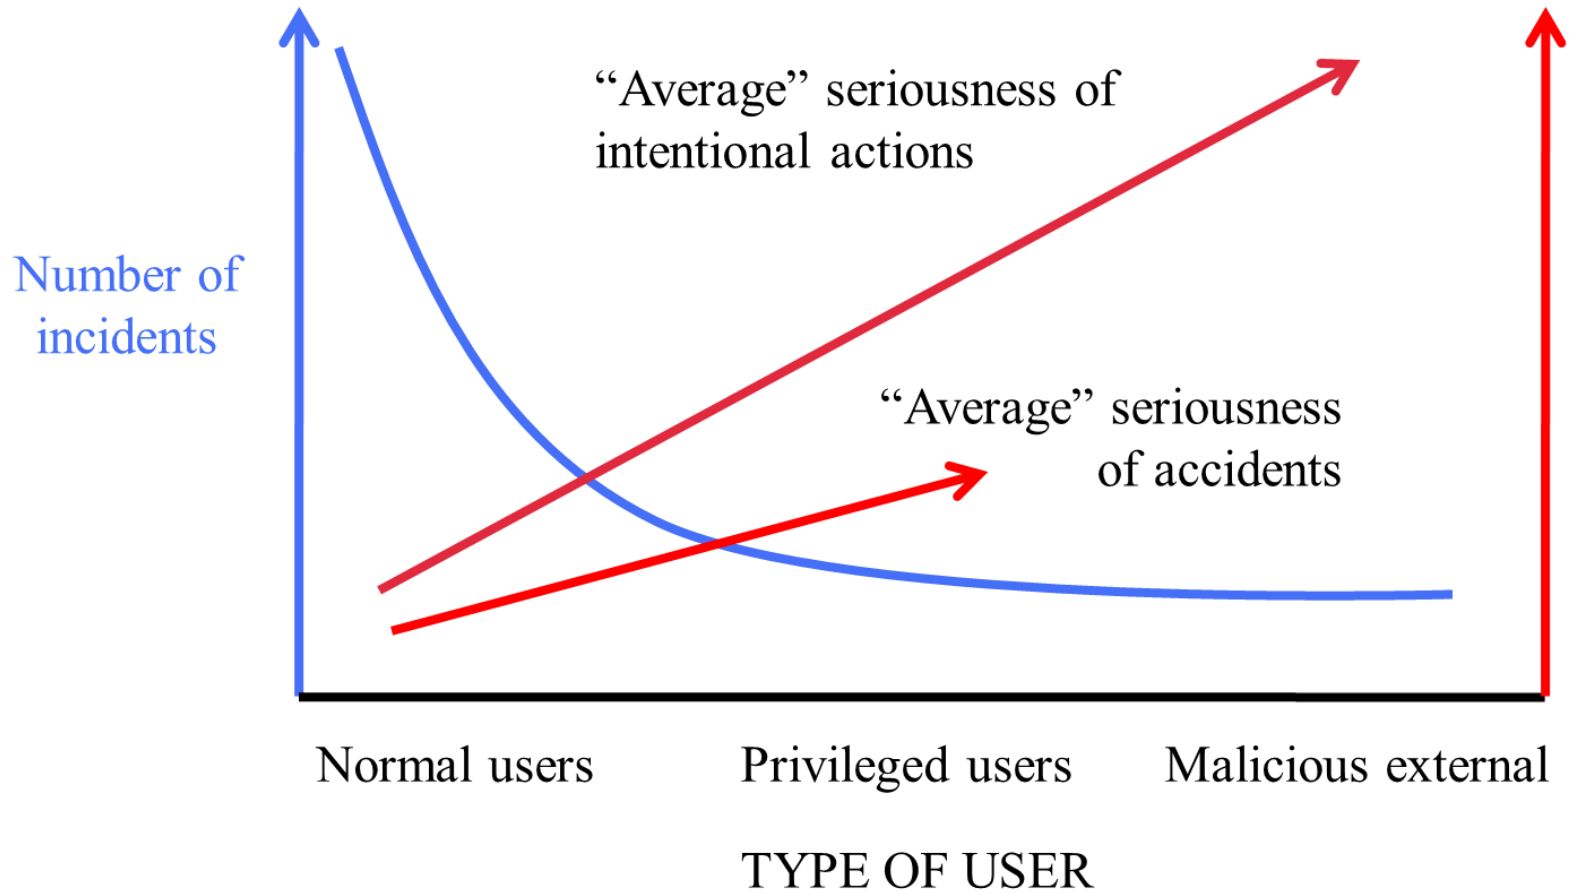 “Average” seriousness of
intentional actions
Number of
incidents
“Average” seriousness
of accidents
Normal users
Privileged users
Malicious external
TYPE OF USER